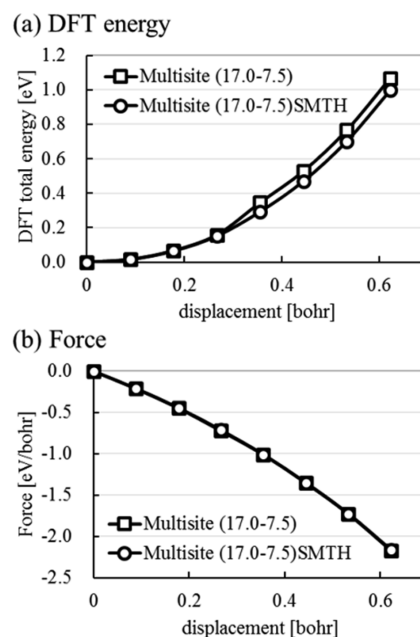 (a) DFT energy
DFT total energy [eV]
1.2
1.0
0.8
0.6
0.4
0.2
0.0
Multisite (17.0-7.5)
Multisite (17.0-7.5)SMTH
0 0.2 0.4 0.6
displacement [bohr]
(b) Force
Force [eV/bohr]
0.0
-0.5
-1.0
-1.5
-2.0
-2.5
Multisite (17.0-7.5)
Multisite (17.0-7.5)SMTH
0 0.2 0.4 0.6
displacement [bohr]